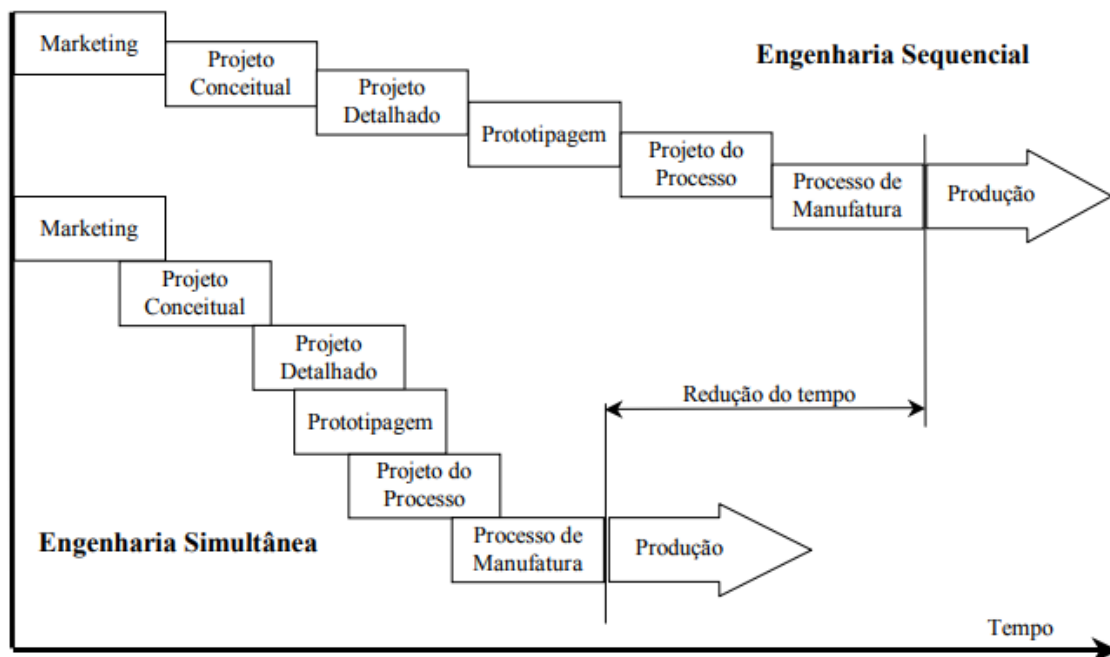 Marketing
Projeto
Conceitual
Engenharia Sequencial
Projeto
Detalhado
Prototipagem
Projeto do
Processo
Processo de
Manufatura
Produção
Marketing
Projeto
Conceitual
Projeto
Detalhado
Redução do tempo
Prototipagem
Projeto do
Processo
Engenharia Simultânea
Processo de
Manufatura
Produção
Tempo